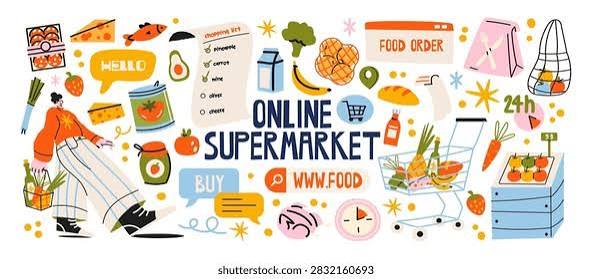 shopping list
pineapple
carrot
wine
olives
cheese
HELLO
FOOD ORDER
24h
ONLINE
SUPERMARKET
BUY
WWW.FOOD
shutterstock.com · 2832160693